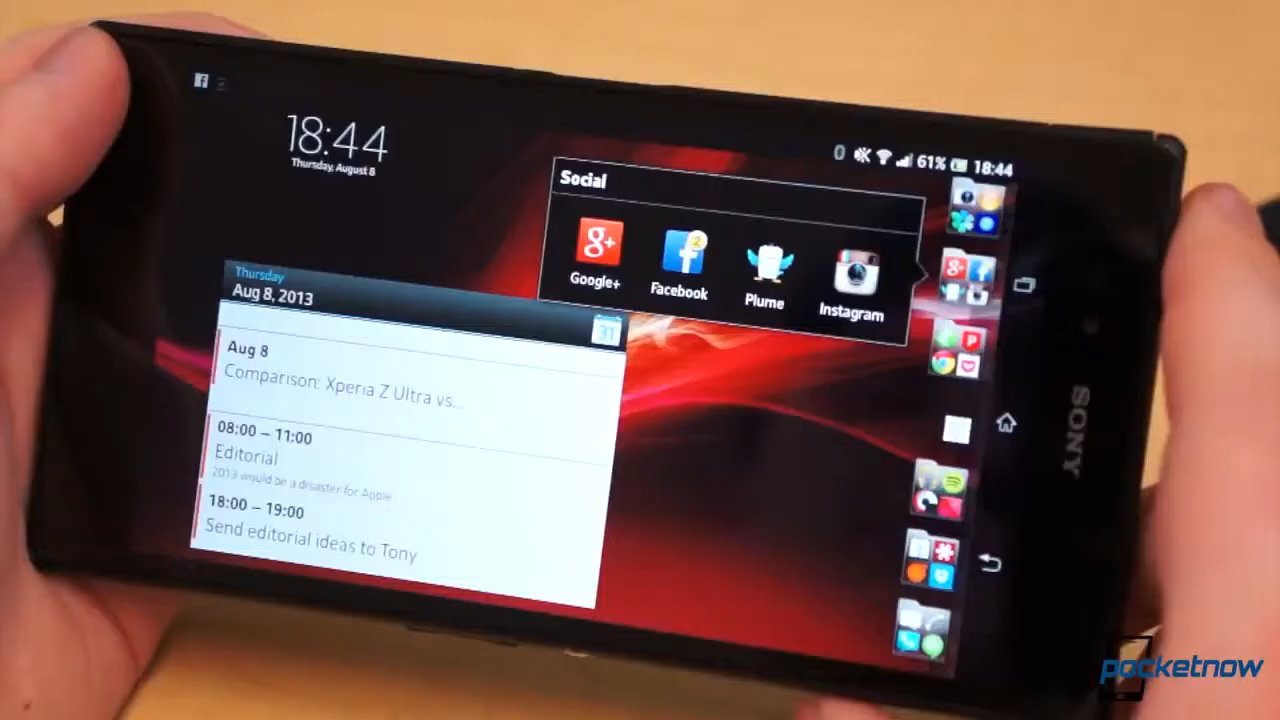 18:44
Thursday, August 8
61% 18:44
Social
Google+
2
Facebook
Plume
Instagram
Thursday
Aug 8, 2013
31
Aug 8
Comparison: Xperia Z Ultra vs...
08:00 – 11:00
Editorial
2013 would be a disaster for Apple
18:00 – 19:00
Send editorial ideas to Tony
SONY
pocketnow